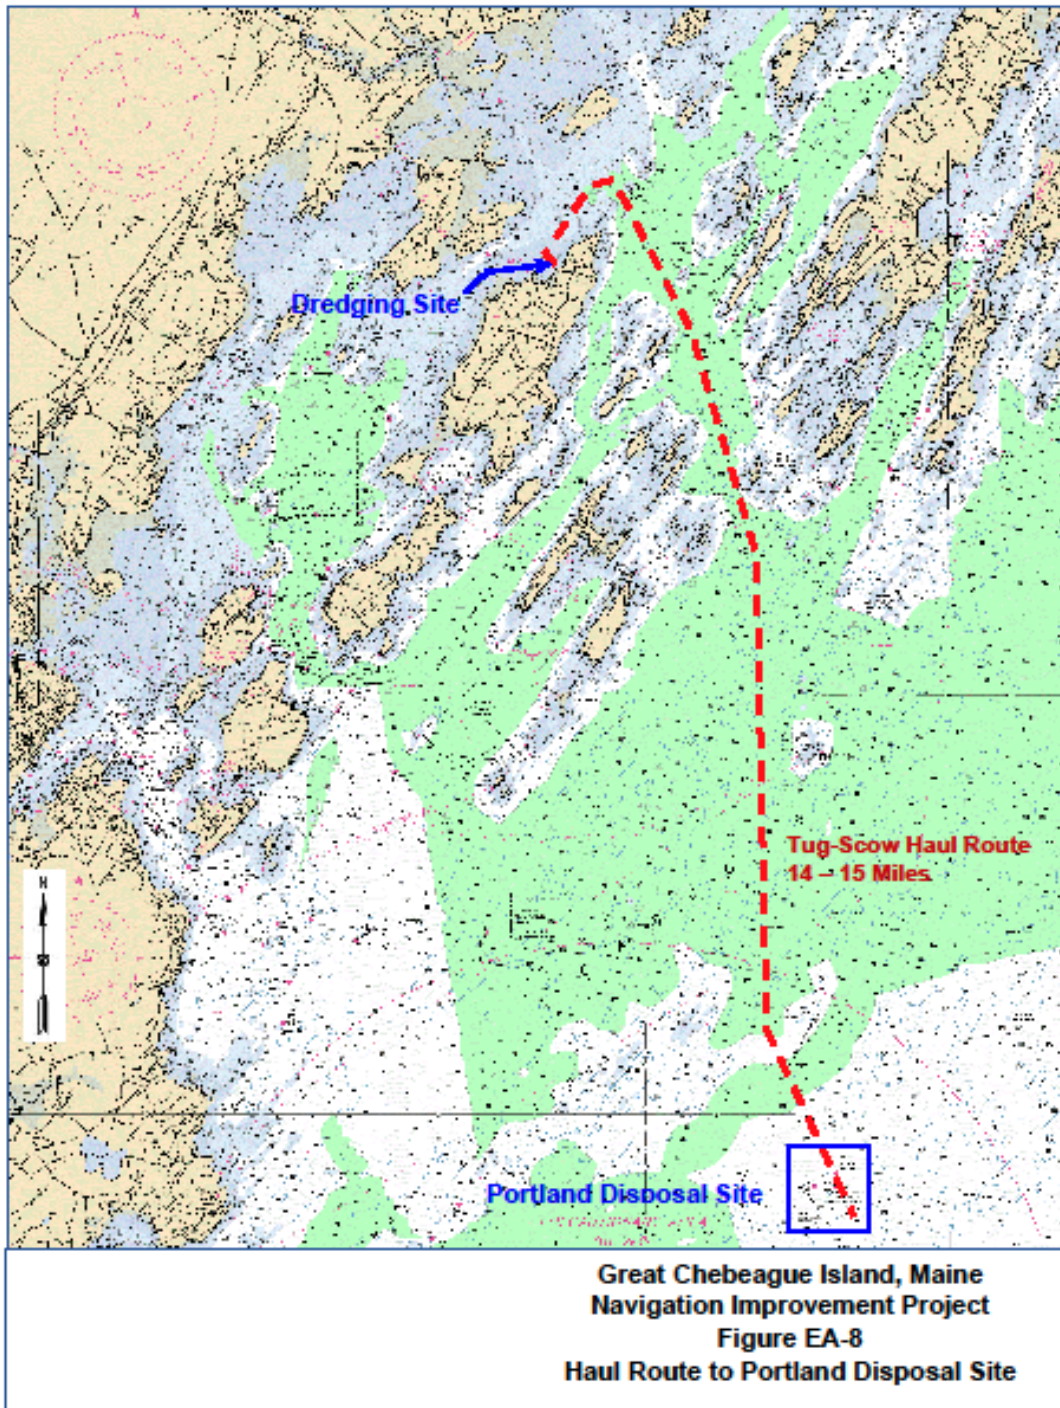 Dredging Site
Tug-Scow Haul Route
14 – 15 Miles
N
Portland Disposal Site
Great Chebeague Island, Maine
Navigation Improvement Project
Figure EA-8
Haul Route to Portland Disposal Site